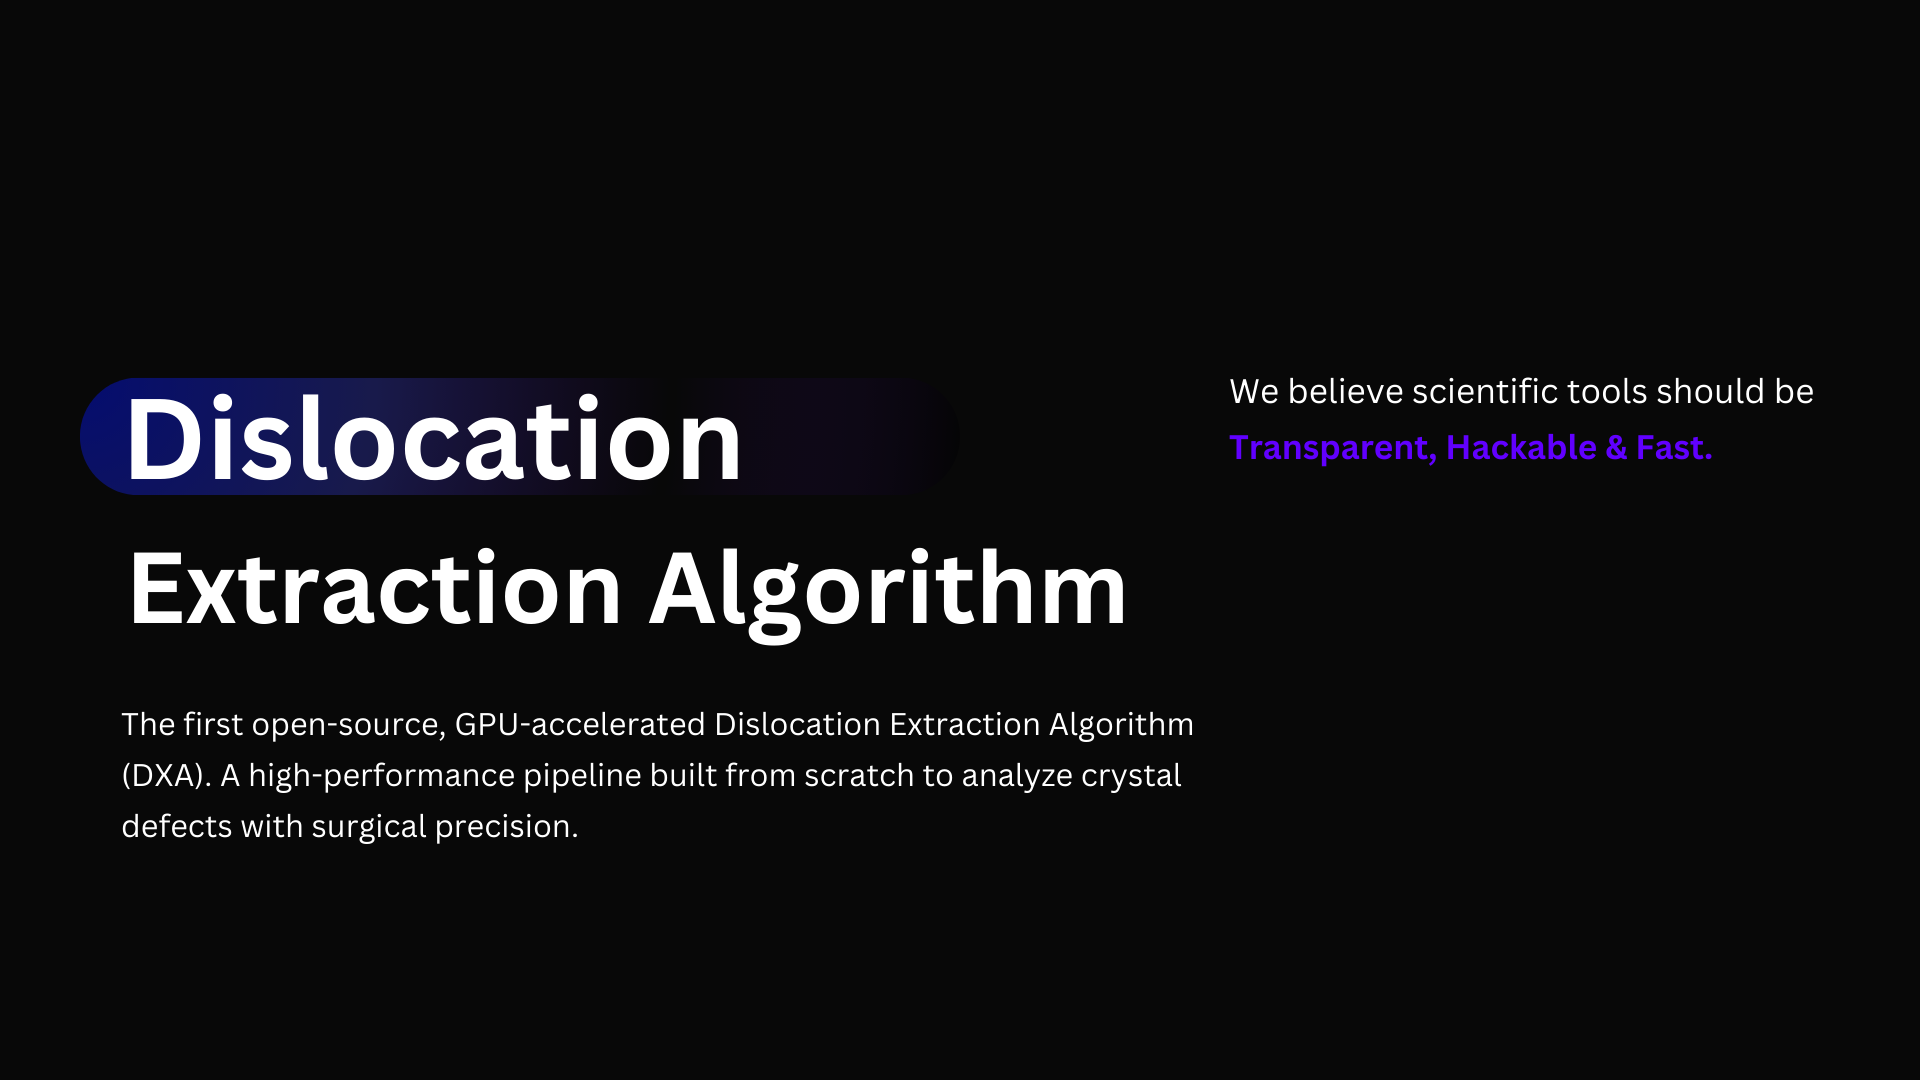 Dislocation
Extraction Algorithm
The first open-source, GPU-accelerated Dislocation Extraction Algorithm
(DXA). A high-performance pipeline built from scratch to analyze crystal
defects with surgical precision.
We believe scientific tools should be
Transparent, Hackable & Fast.